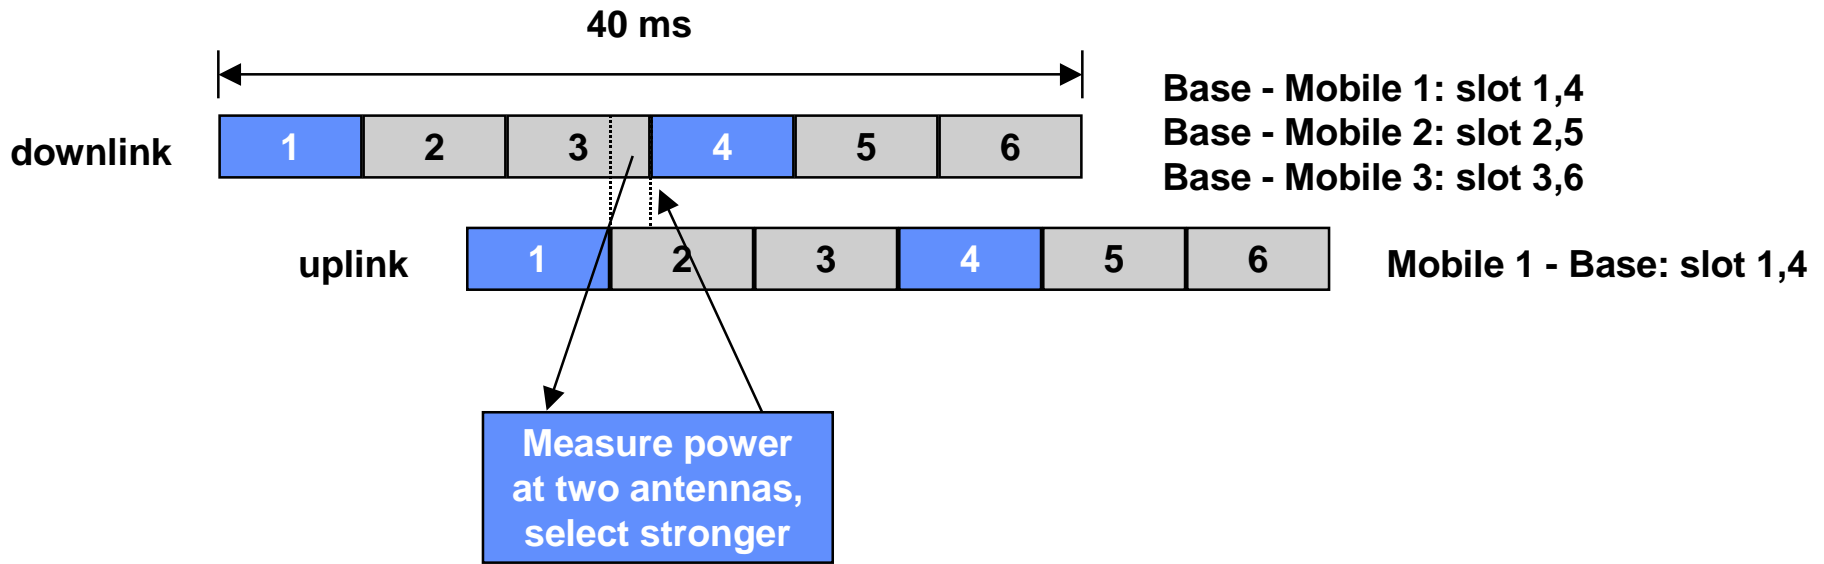 40 ms
Base - Mobile 1: slot 1,4
downlink 1 2 3 4 5 6
Base - Mobile 2: slot 2,5
Base - Mobile 3: slot 3,6
uplink 1 2 3 4 5 6
Mobile 1 - Base: slot 1,4
Measure power
at two antennas,
select stronger